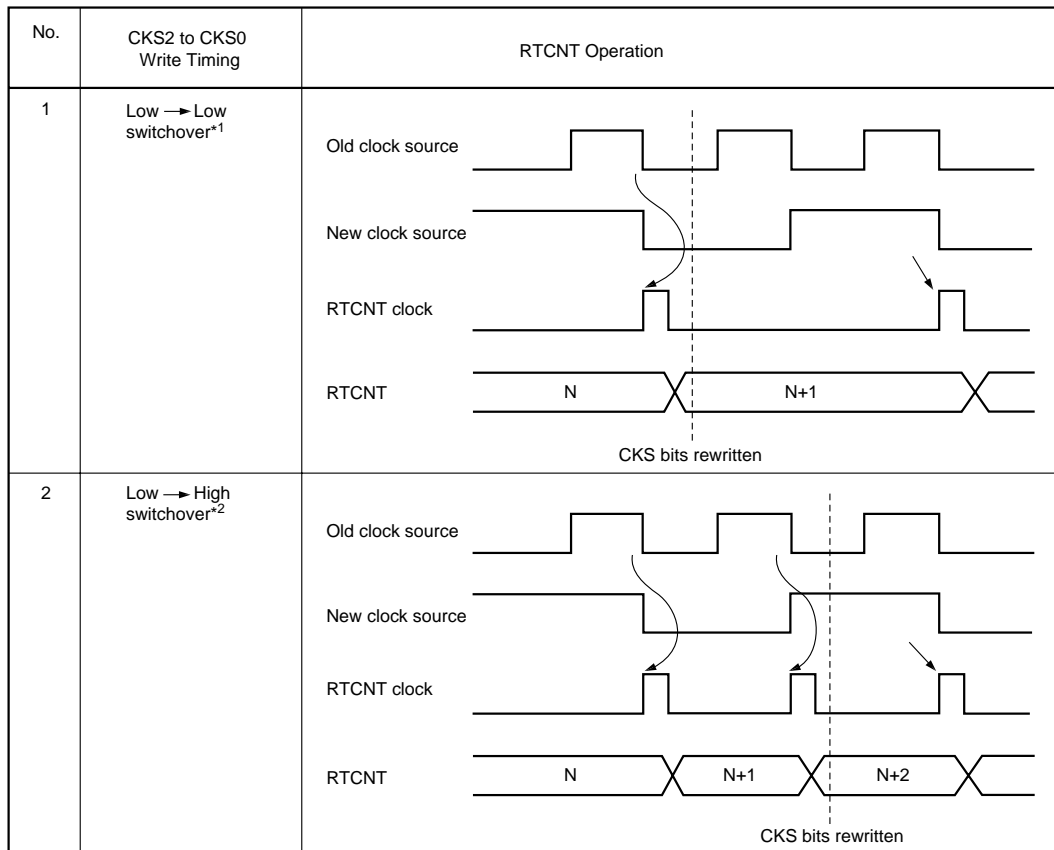 No.
CKS2 to CKS0
Write Timing
RTCNT Operation
1
Low → Low
switchover*1
Old clock source
New clock source
RTCNT clock
RTCNT
N
N+1
CKS bits rewritten
2
Low → High
switchover*2
Old clock source
New clock source
RTCNT clock
RTCNT
N
N+1
N+2
CKS bits rewritten